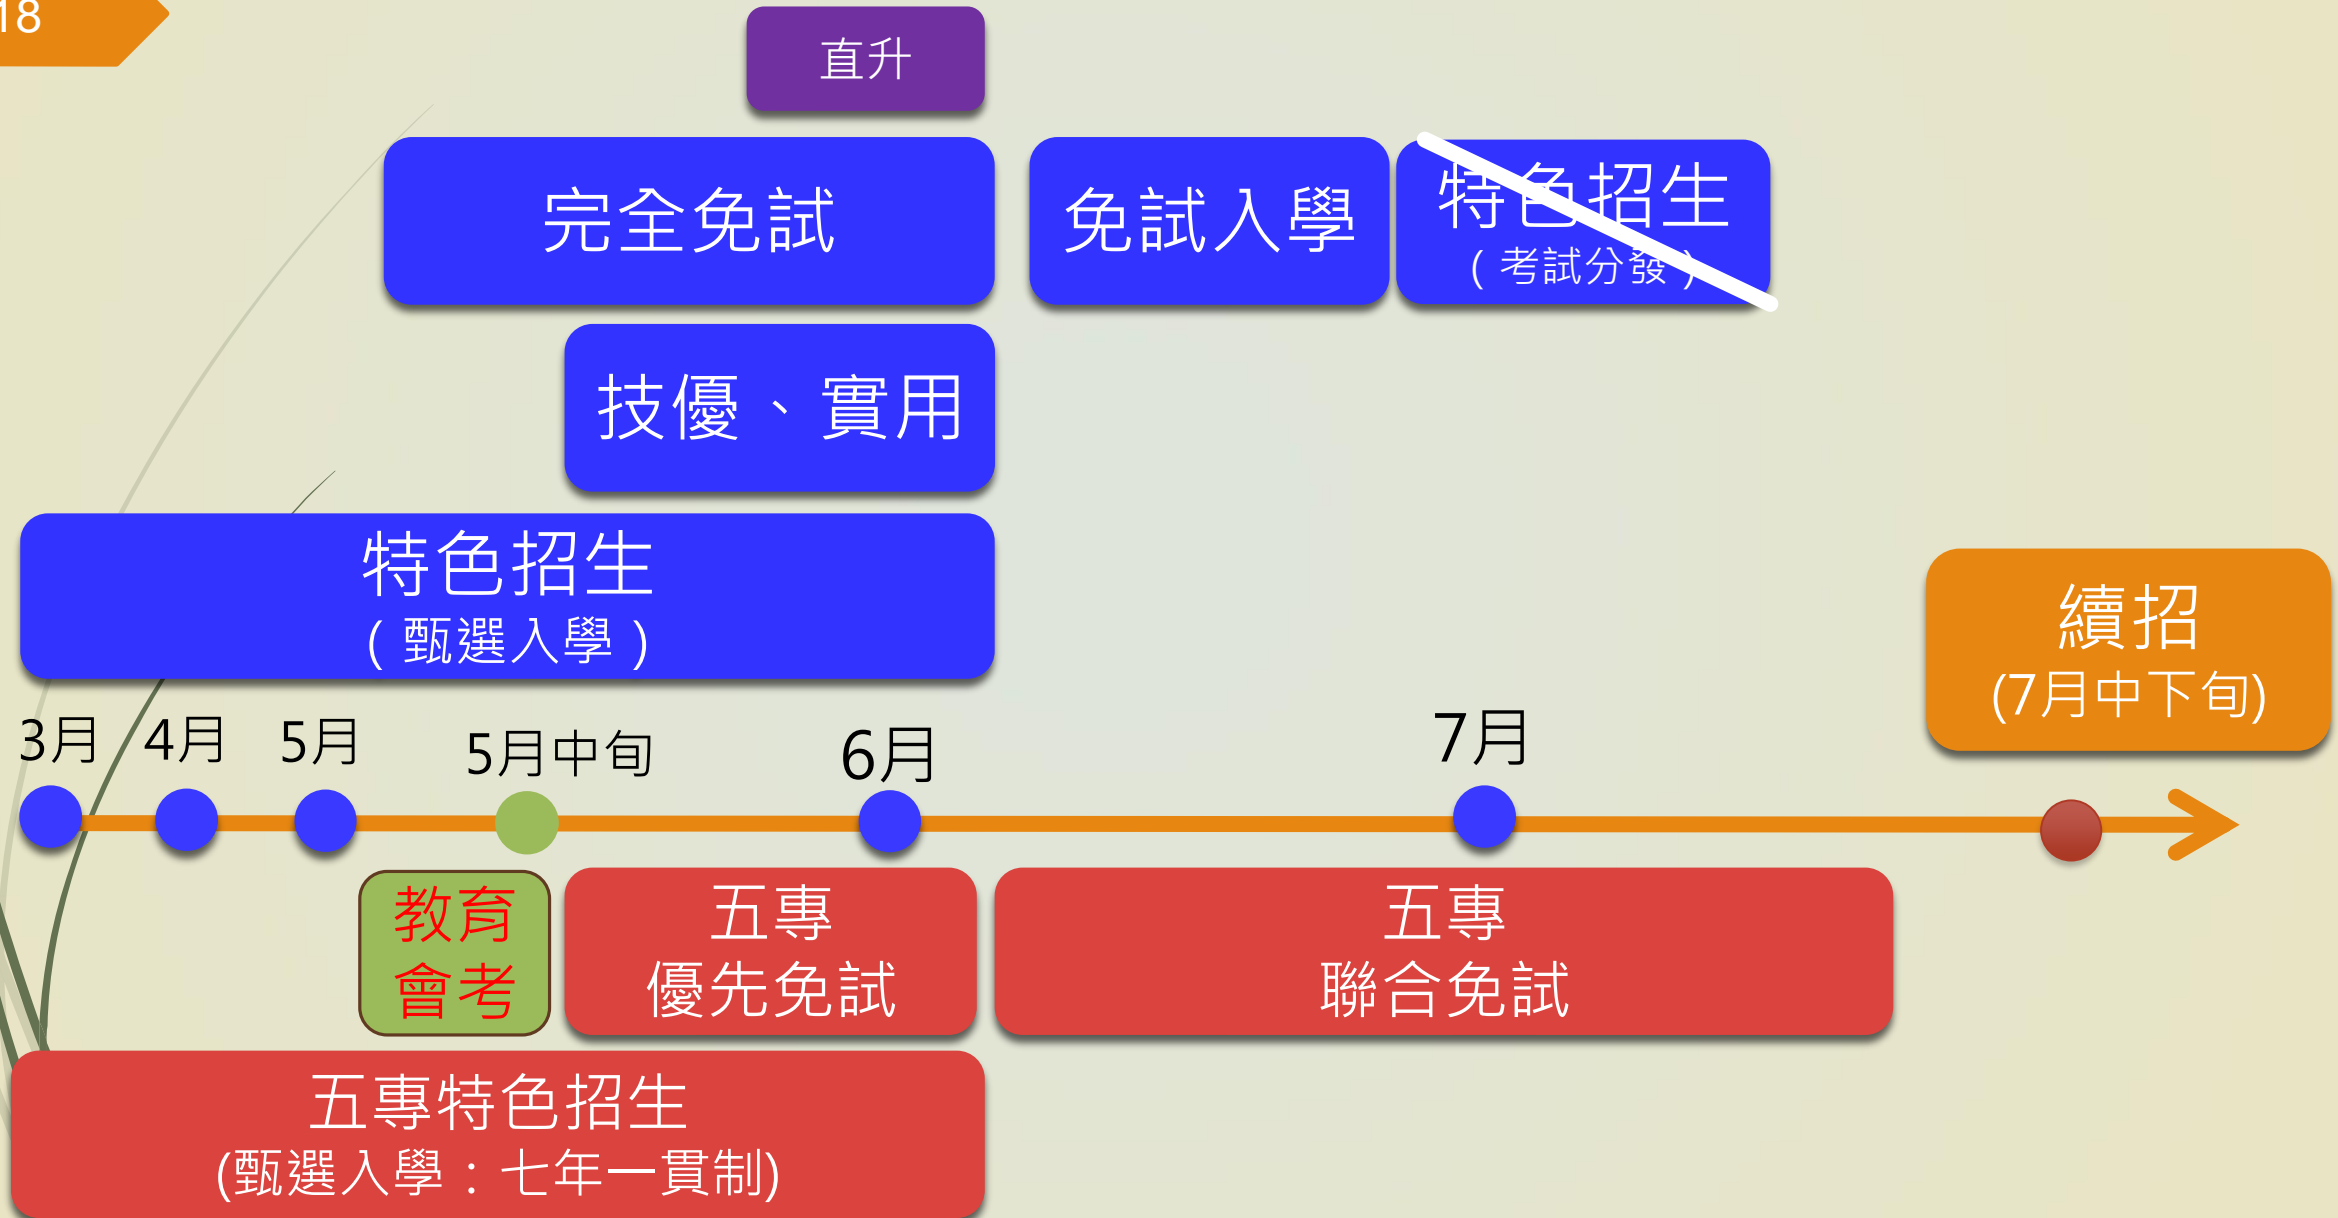 18
直升
完全免試
免試入學
特色招生
( 考試分發 )
技優、實用
特色招生
( 甄選入學 )
續招
(7月中下旬)
3月
4月
5月
5月中旬
6月
7月
教育
會考
五專
優先免試
五專
聯合免試
五專特色招生
(甄選入學：七年一貫制)